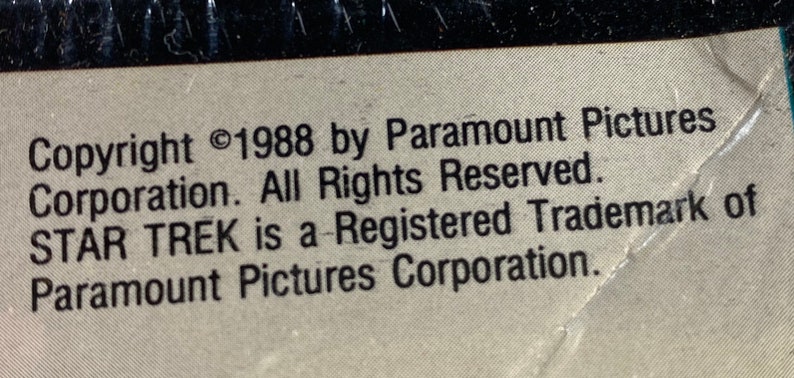 Copyright ©1988 by Paramount Pictures
Corporation. All Rights Reserved.
STAR TREK is a Registered Trademark of
Paramount Pictures Corporation.